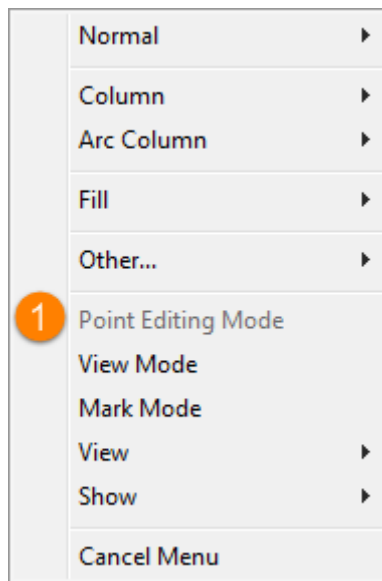 Normal
Column
Arc Column
Fill
Other...
1 Point Editing Mode
View Mode
Mark Mode
View
Show
Cancel Menu